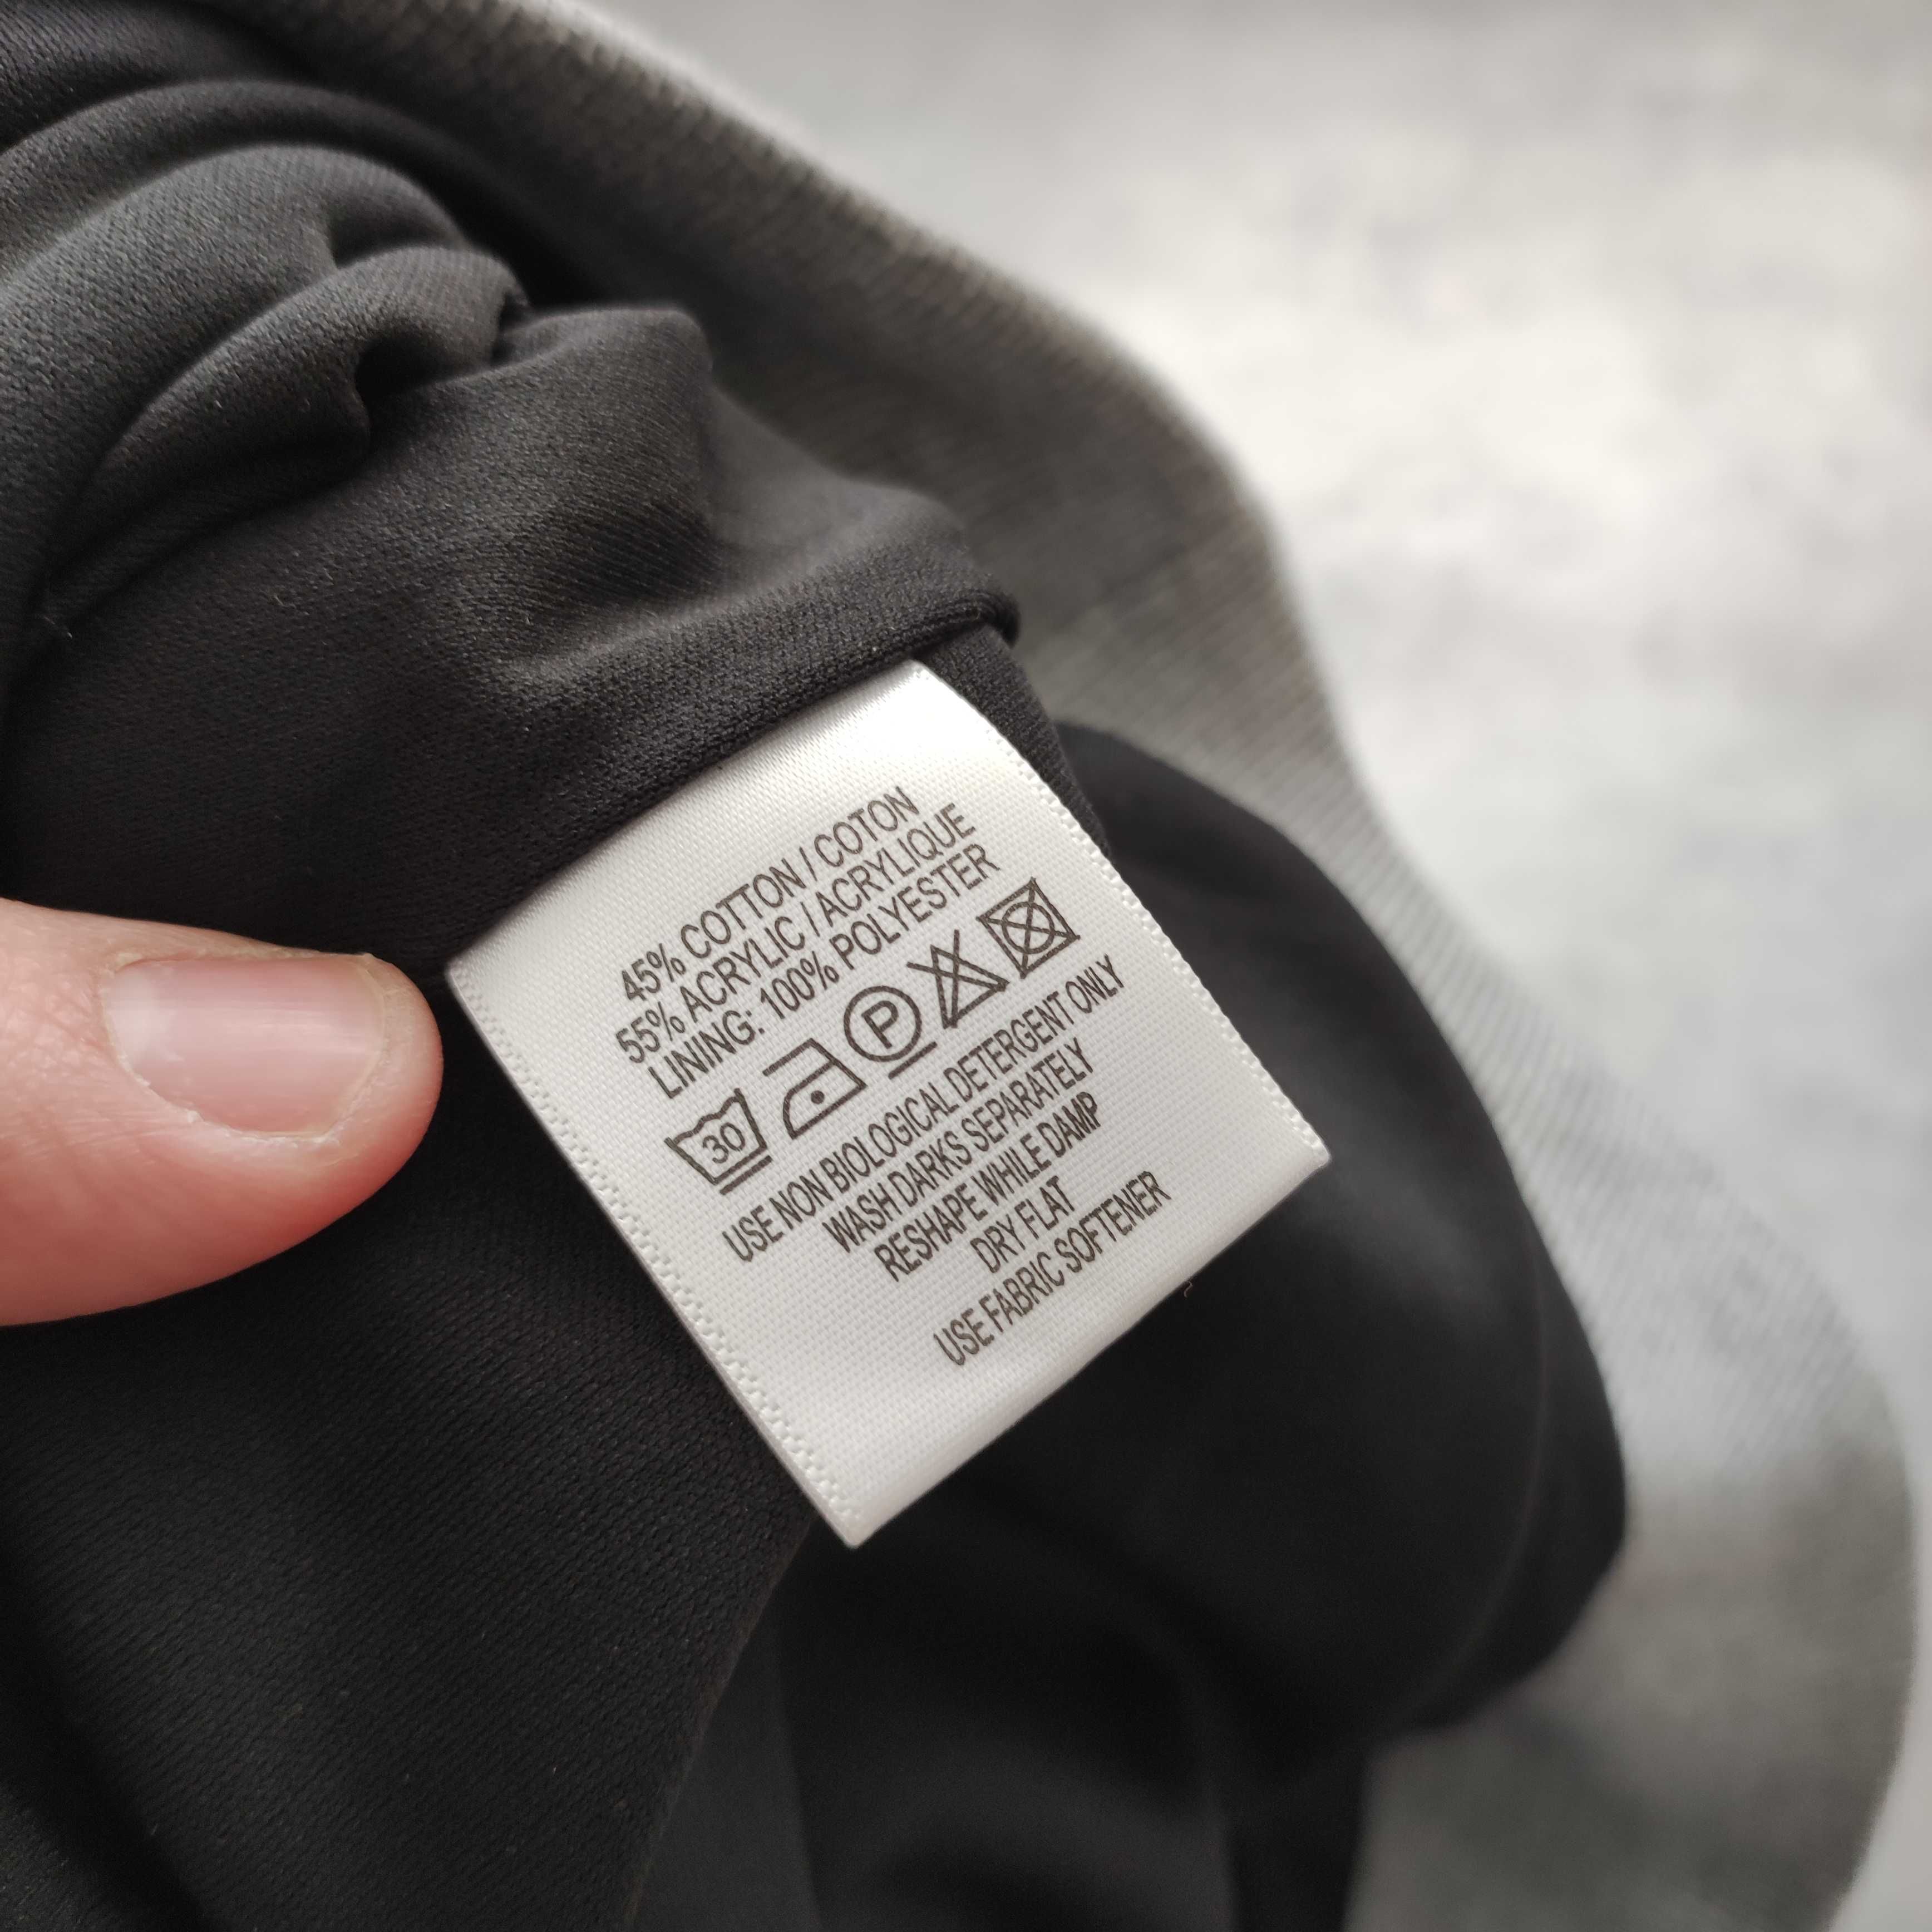 45% COTTON / COTON
55% ACRYLIC / ACRYLIQUE
LINING: 100% POLYESTER
30 P
USE NON BIOLOGICAL DETERGENT ONLY
WASH DARKS SEPARATELY
RESHAPE WHILE DAMP
DRY FLAT
USE FABRIC SOFTENER